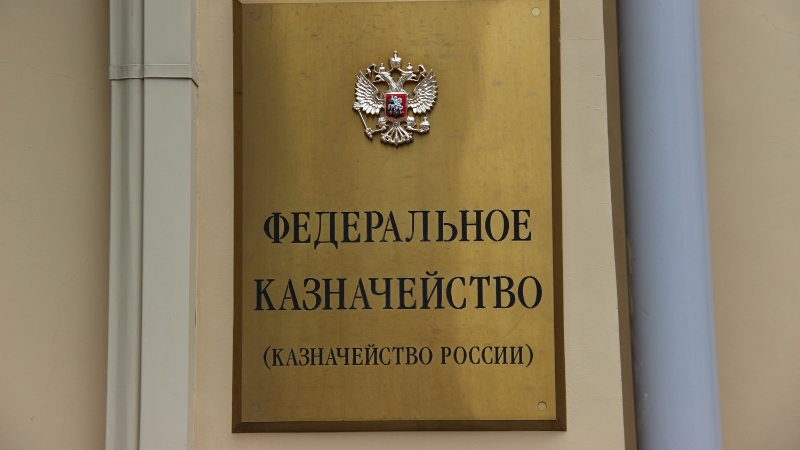 ФЕДЕРАЛЬНОЕ
КАЗНАЧЕЙСТВО
(КАЗНАЧЕЙСТВО РОССИИ)